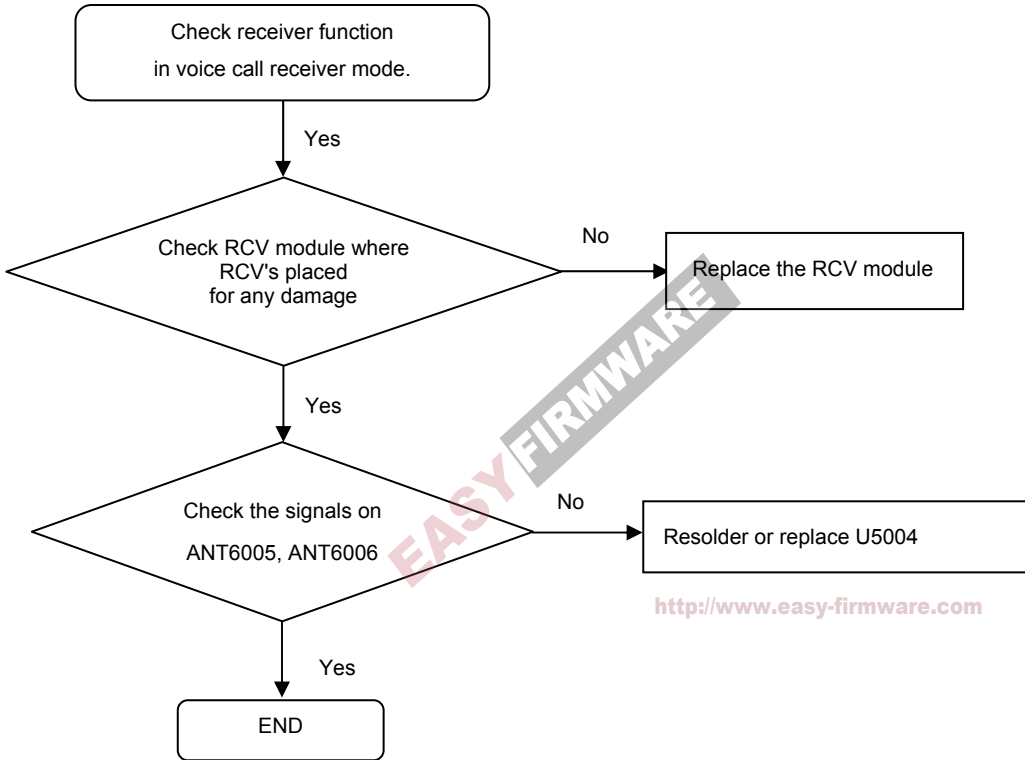 Check receiver function
in voice call receiver mode.
Yes
Check RCV module where
RCV's placed
for any damage
No
Replace the RCV module
Yes
Check the signals on
ANT6005, ANT6006
No
Resolder or replace U5004
Yes
END
EASY FIRMWARE
http://www.easy-firmware.com